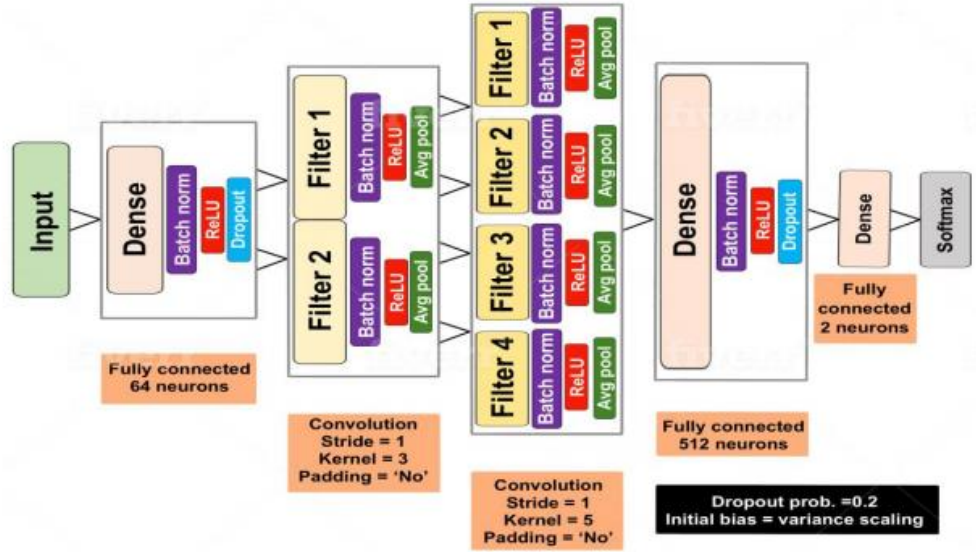 Input
Dense
Batch norm
ReLU
Dropout
Fully connected
64 neurons
Filter 1
Batch norm
ReLU
Avg pool
Filter 2
Batch norm
ReLU
Avg pool
Convolution
Stride = 1
Kernel = 3
Padding = ‘No’
Filter 1
Batch norm
ReLU
Avg pool
Filter 2
Batch norm
ReLU
Avg pool
Filter 3
Batch norm
ReLU
Avg pool
Filter 4
Batch norm
ReLU
Avg pool
Convolution
Stride = 1
Kernel = 5
Padding = ‘No’
Dense
Batch norm
ReLU
Dropout
Fully connected
512 neurons
Dense
Fully
connected
2 neurons
Softmax
Dropout prob. =0.2
Initial bias = variance scaling